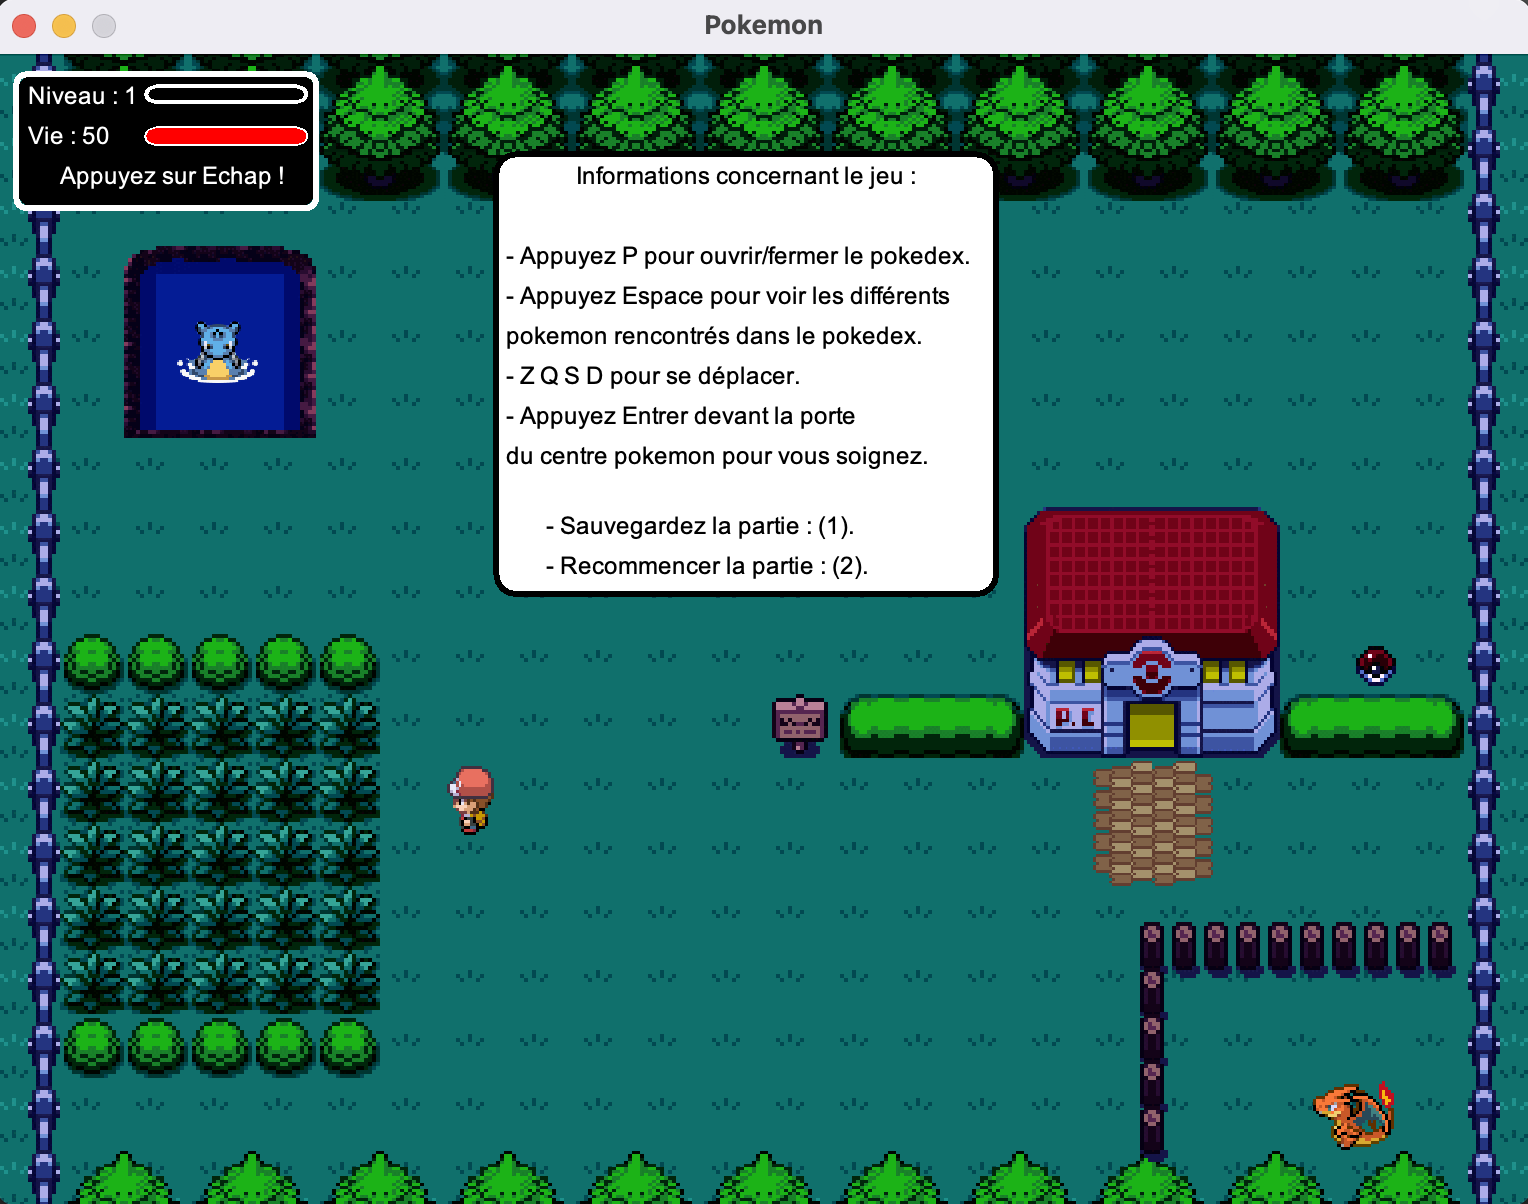 Pokemon
Niveau : 1
Vie : 50
Appuyez sur Echap !
Informations concernant le jeu :
- Appuyez P pour ouvrir/fermer le pokedex.
- Appuyez Espace pour voir les différents
pokemon rencontrés dans le pokedex.
- Z Q S D pour se déplacer.
- Appuyez Entrer devant la porte
du centre pokemon pour vous soignez.
- Sauvegardez la partie : (1).
- Recommencer la partie : (2).
P.C